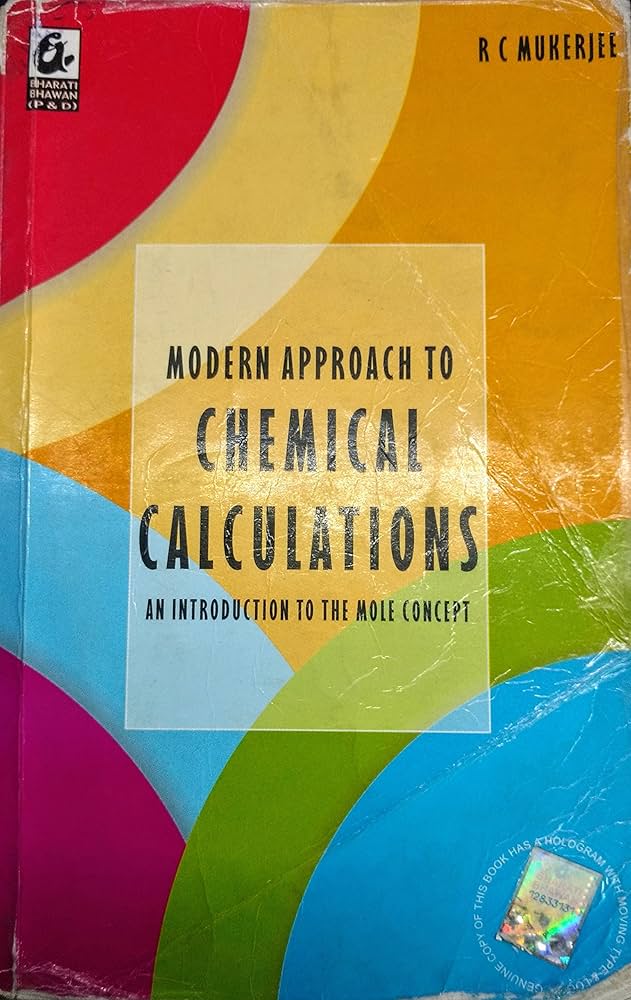 R C MUKERJEE
BHARATI
BHAWAN
(P & D)
MODERN APPROACH TO
CHEMICAL
CALCULATIONS
AN INTRODUCTION TO THE MOLE CONCEPT
GENUINE COPY OF THIS BOOK HAS A HOLOGRAM WITH MOVING TYPE